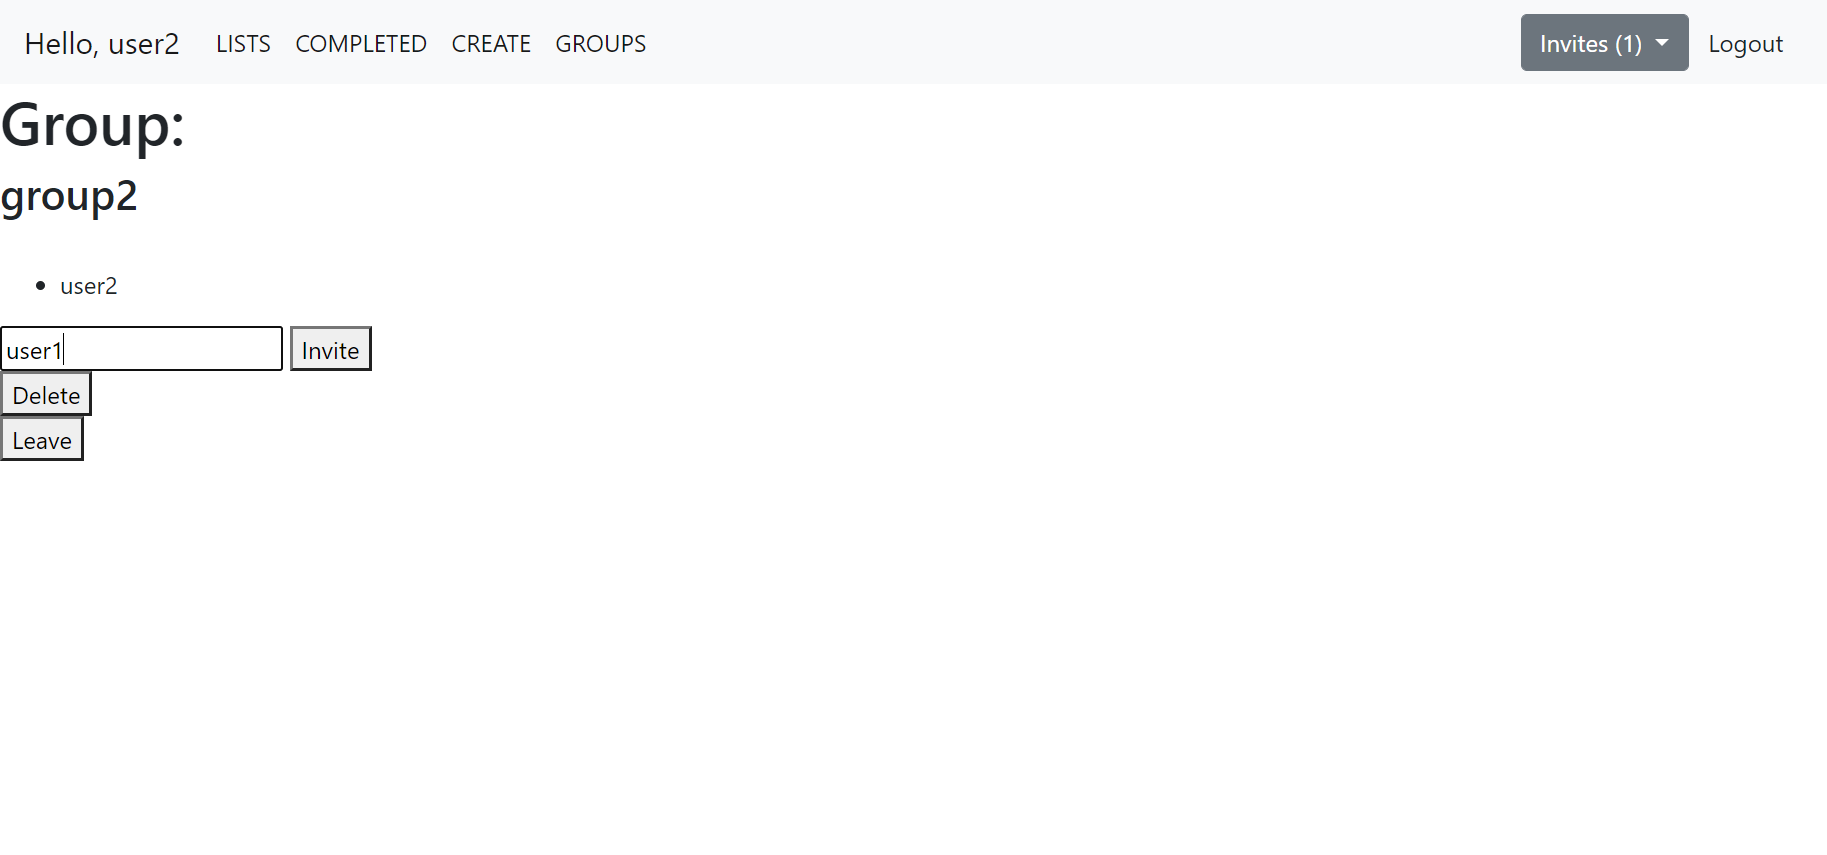 Hello, user2 LISTS COMPLETED CREATE GROUPS Invites (1) Logout
Group:
group2
user2
user1 Invite
Delete
Leave